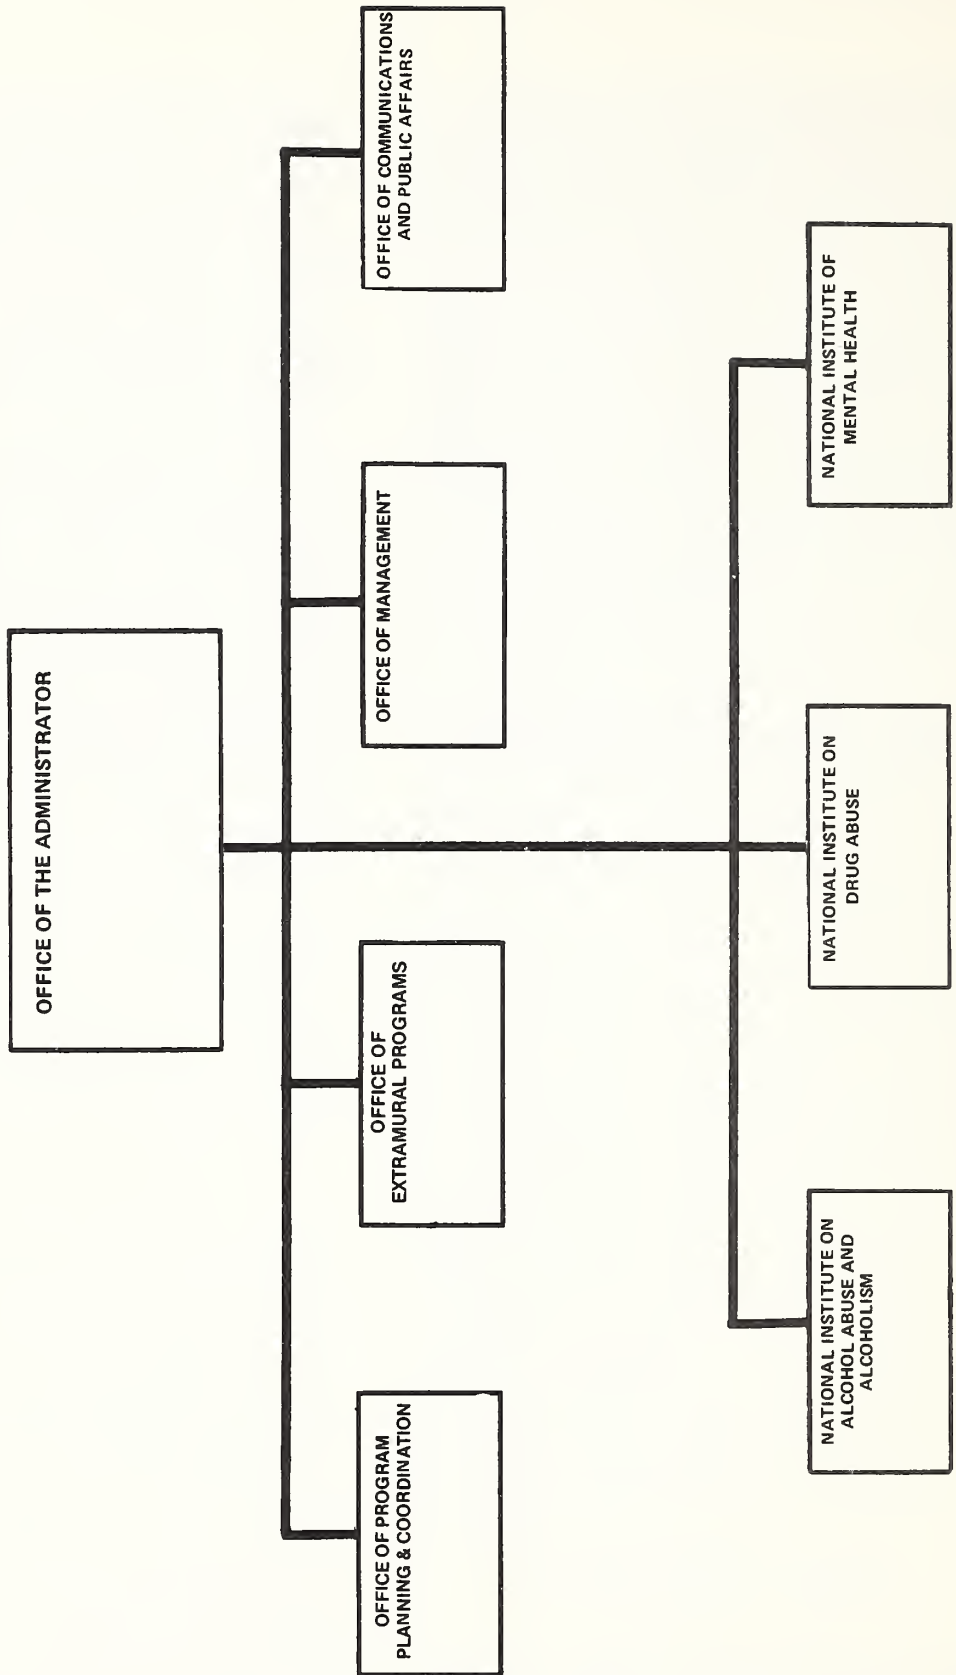 OFFICE OF THE ADMINISTRATOR
OFFICE OF PROGRAM
PLANNING & COORDINATION
OFFICE OF
EXTRAMURAL PROGRAMS
OFFICE OF MANAGEMENT
OFFICE OF COMMUNICATIONS
AND PUBLIC AFFAIRS
NATIONAL INSTITUTE ON
ALCOHOL ABUSE AND
ALCOHOLISM
NATIONAL INSTITUTE ON
DRUG ABUSE
NATIONAL INSTITUTE OF
MENTAL HEALTH